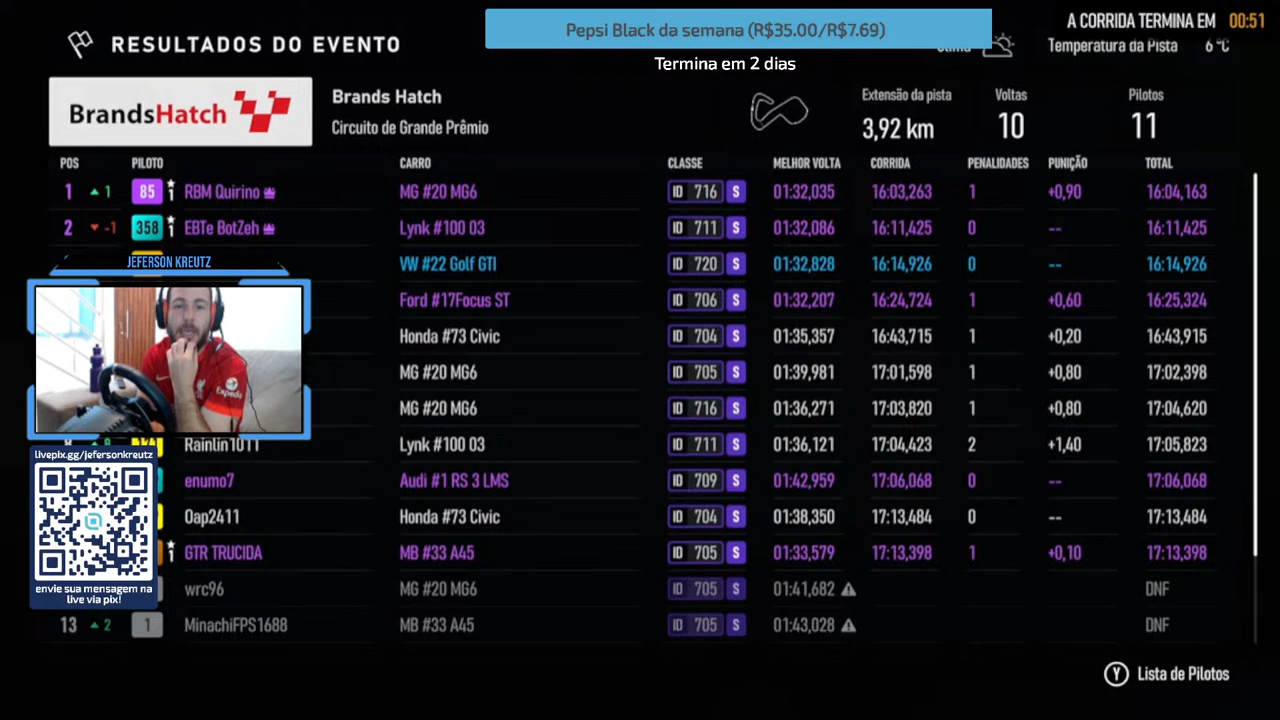 Pepsi Black da semana (R$35.00/R$7.69)
Termina em 2 dias
A CORRIDA TERMINA EM 00:51
RESULTADOS DO EVENTO
Clima
Temperatura da Pista 6 °C
BrandsHatch
Brands Hatch
Circuito de Grande Prêmio
Extensão da pista Voltas Pilotos
3,92 km 10 11
POS PILOTO CARRO CLASSE MELHOR VOLTA CORRIDA PENALIDADES PUNIÇÃO TOTAL
1 1 85 1 RBM Quirino MG #20 MG6 ID 716 S 01:32,035 16:03,263 1 +0,90 16:04,163
2 -1 358 1 EBTe BotZeh Lynk #100 03 ID 711 S 01:32,086 16:11,425 0 -- 16:11,425
JEFERSON KREUTZ
VW #22 Golf GTI ID 720 S 01:32,828 16:14,926 0 -- 16:14,926
Ford #17Focus ST ID 706 S 01:32,207 16:24,724 1 +0,60 16:25,324
Honda #73 Civic ID 704 S 01:35,357 16:43,715 1 +0,20 16:43,915
MG #20 MG6 ID 705 S 01:39,981 17:01,598 1 +0,80 17:02,398
MG #20 MG6 ID 716 S 01:36,271 17:03,820 1 +0,80 17:04,620
Expedia
Rainlin1011 Lynk #100 03 ID 711 S 01:36,121 17:04,423 2 +1,40 17:05,823
livepix.gg/jefersonkreutz
enumo7 Audi #1 RS 3 LMS ID 709 S 01:42,959 17:06,068 0 -- 17:06,068
Oap2411 Honda #73 Civic ID 704 S 01:38,350 17:13,484 0 -- 17:13,484
1 GTR TRUCIDA MB #33 A45 ID 705 S 01:33,579 17:13,398 1 +0,10 17:13,398
wrc96 MG #20 MG6 ID 705 S 01:41,682 DNF
envie sua mensagem na
live via pix!
13 2 1 MinachiFPS1688 MB #33 A45 ID 705 S 01:43,028 DNF
Y Lista de Pilotos